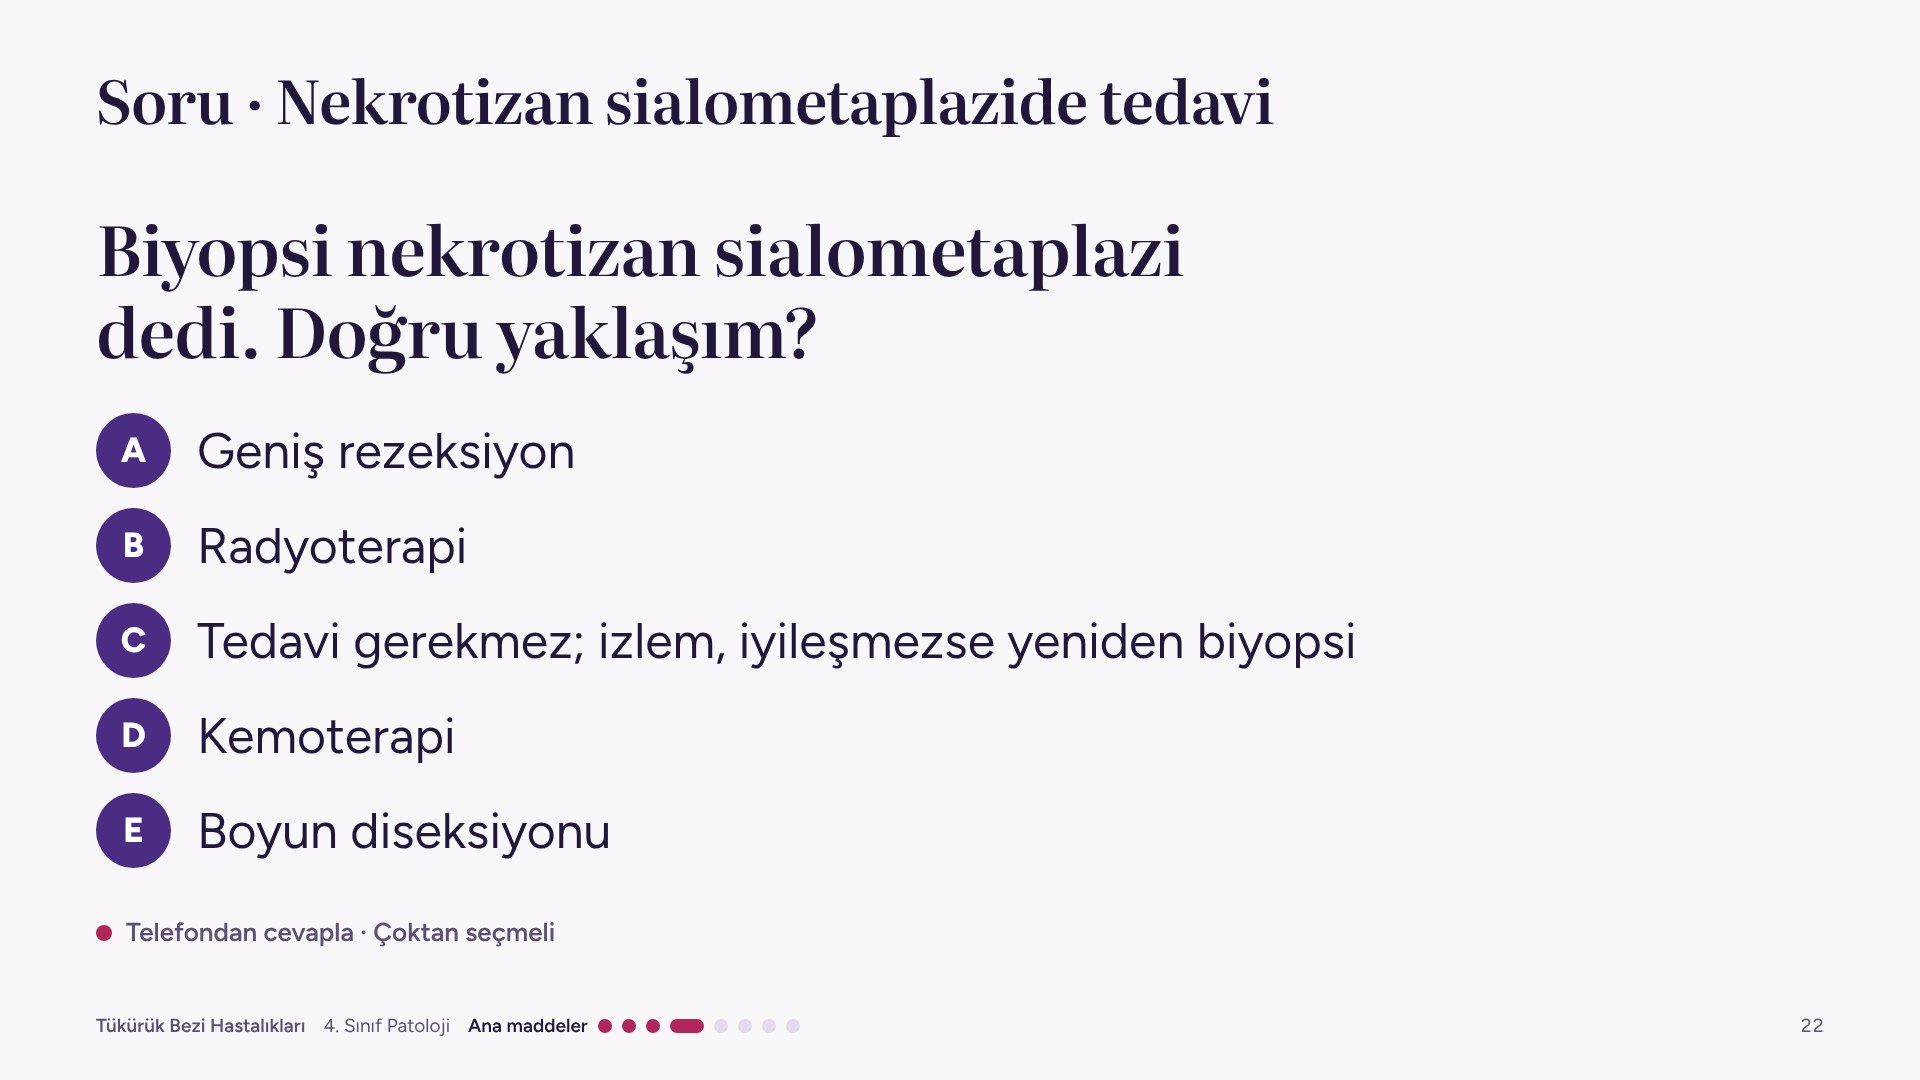 Soru · Nekrotizan sialometaplazide tedavi
Biyopsi nekrotizan sialometaplazi
dedi. Doğru yaklaşım?
A Geniş rezeksiyon
B Radyoterapi
C Tedavi gerekmez; izlem, iyileşmezse yeniden biyopsi
D Kemoterapi
E Boyun diseksiyonu
Telefondan cevapla · Çoktan seçmeli
Tükürük Bezi Hastalıkları 4. Sınıf Patoloji Ana maddeler 22